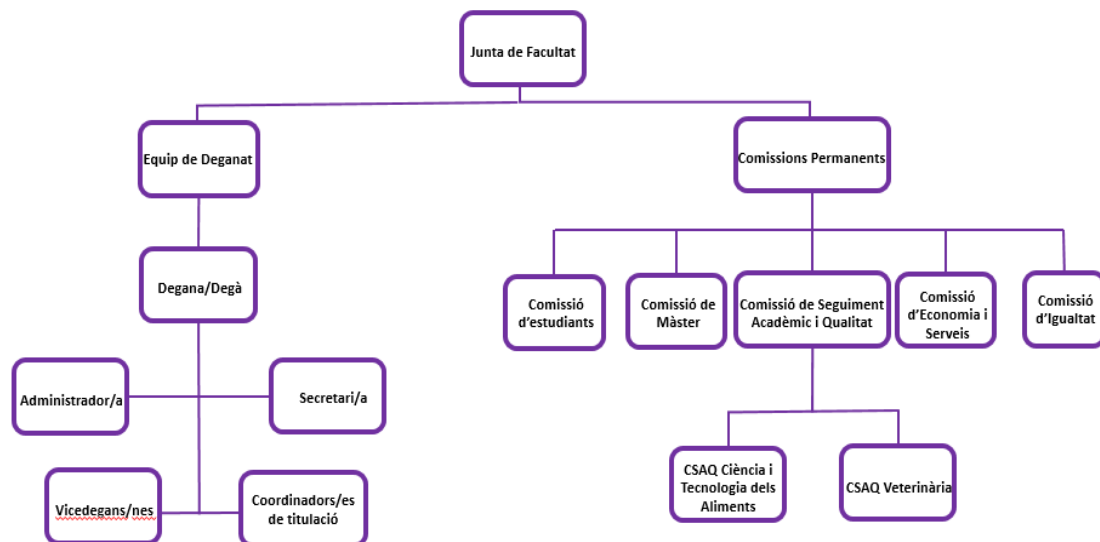 Junta de Facultat
Equip de Deganat
Comissions Permanents
Degana/Degà
Comissió
d'estudiants
Comissió de
Màster
Comissió de Seguiment
Acadèmic i Qualitat
Comissió
d'Economia i
Serveis
Comissió
d'Igualtat
Administrador/a
Secretari/a
Vicedegans/nes
Coordinadors/es
de titulació
CSAQ Ciència i
Tecnologia dels
Aliments
CSAQ Veterinària